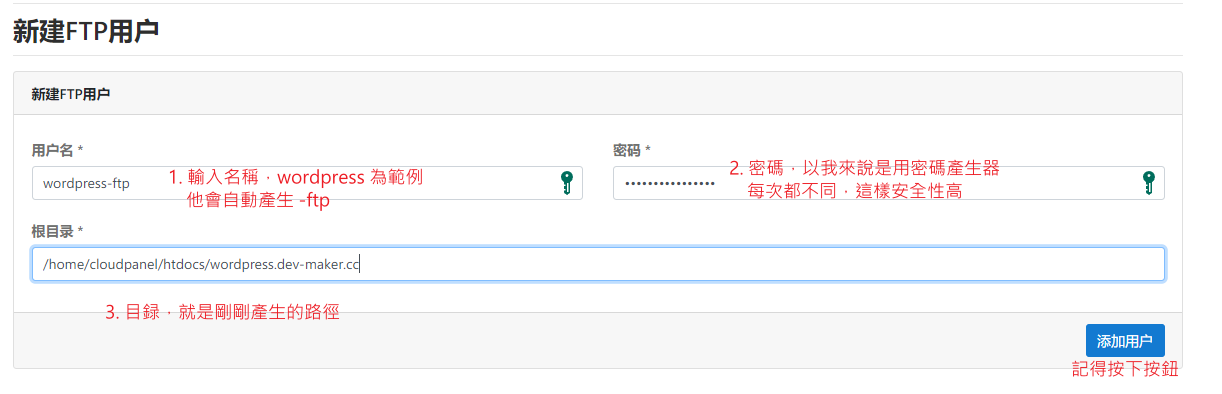 新建FTP用户
新建FTP用户
用户名 *
密码 *
wordpress-ftp
1. 輸入名稱，wordpress 為範例
他會自動產生 -ftp
••••••••••••••••
2. 密碼，以我來說是用密碼產生器
每次都不同，這樣安全性高
根目录 *
/home/cloudpanel/htdocs/wordpress.dev-maker.cc
3. 目録，就是剛剛產生的路徑
添加用户
記得按下按鈕